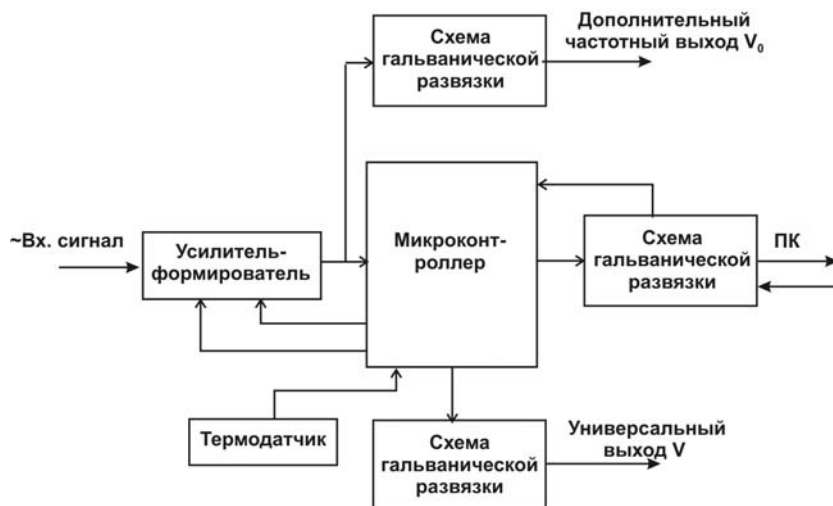 Схема
гальванической
развязки
Дополнительный
частотный выход V₀
~Вх. сигнал
Усилитель-
формирователь
Микроконт-
роллер
Схема
гальванической
развязки
ПК
Термодатчик
Схема
гальванической
развязки
Универсальный
выход V